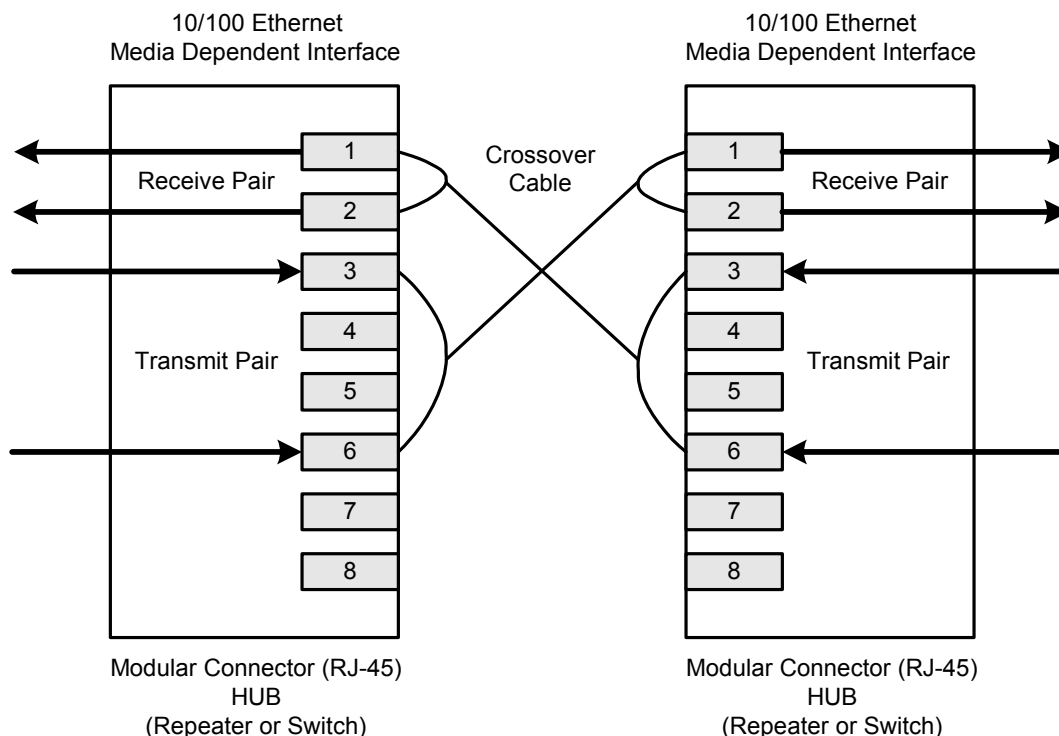 10/100 Ethernet
Media Dependent Interface
10/100 Ethernet
Media Dependent Interface
1
Receive Pair
2
3
4
Transmit Pair
5
6
7
8
Crossover
Cable
1
Receive Pair
2
3
4
Transmit Pair
5
6
7
8
Modular Connector (RJ-45)
HUB
(Repeater or Switch)
Modular Connector (RJ-45)
HUB
(Repeater or Switch)